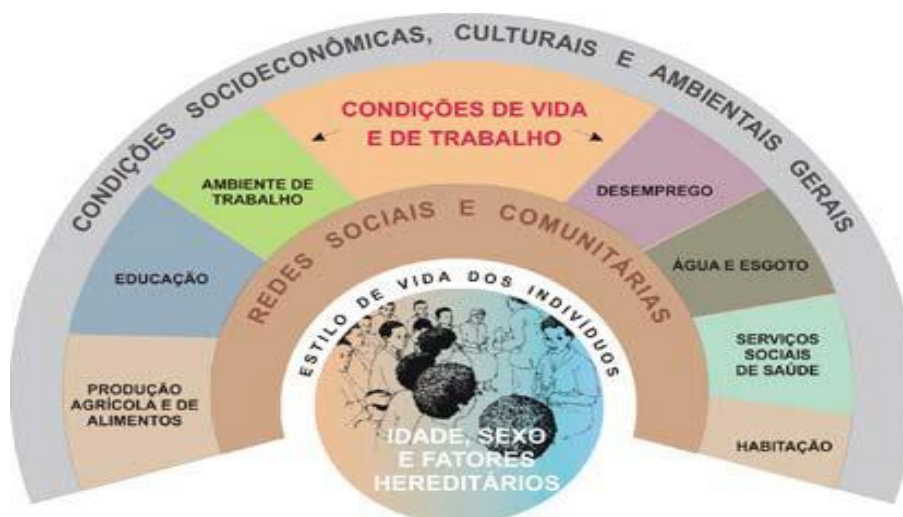 CONDIÇÕES SOCIOECONÔMICAS, CULTURAIS E AMBIENTAIS GERAIS
CONDIÇÕES DE VIDA
E DE TRABALHO
AMBIENTE DE
TRABALHO
DESEMPREGO
EDUCAÇÃO
ÁGUA E ESGOTO
PRODUÇÃO
AGRÍCOLA E DE
ALIMENTOS
SERVIÇOS
SOCIAIS
DE SAÚDE
HABITAÇÃO
REDES SOCIAIS E COMUNITÁRIAS
ESTILO DE VIDA DOS INDIVÍDUOS
IDADE, SEXO
E FATORES
HEREDITÁRIOS